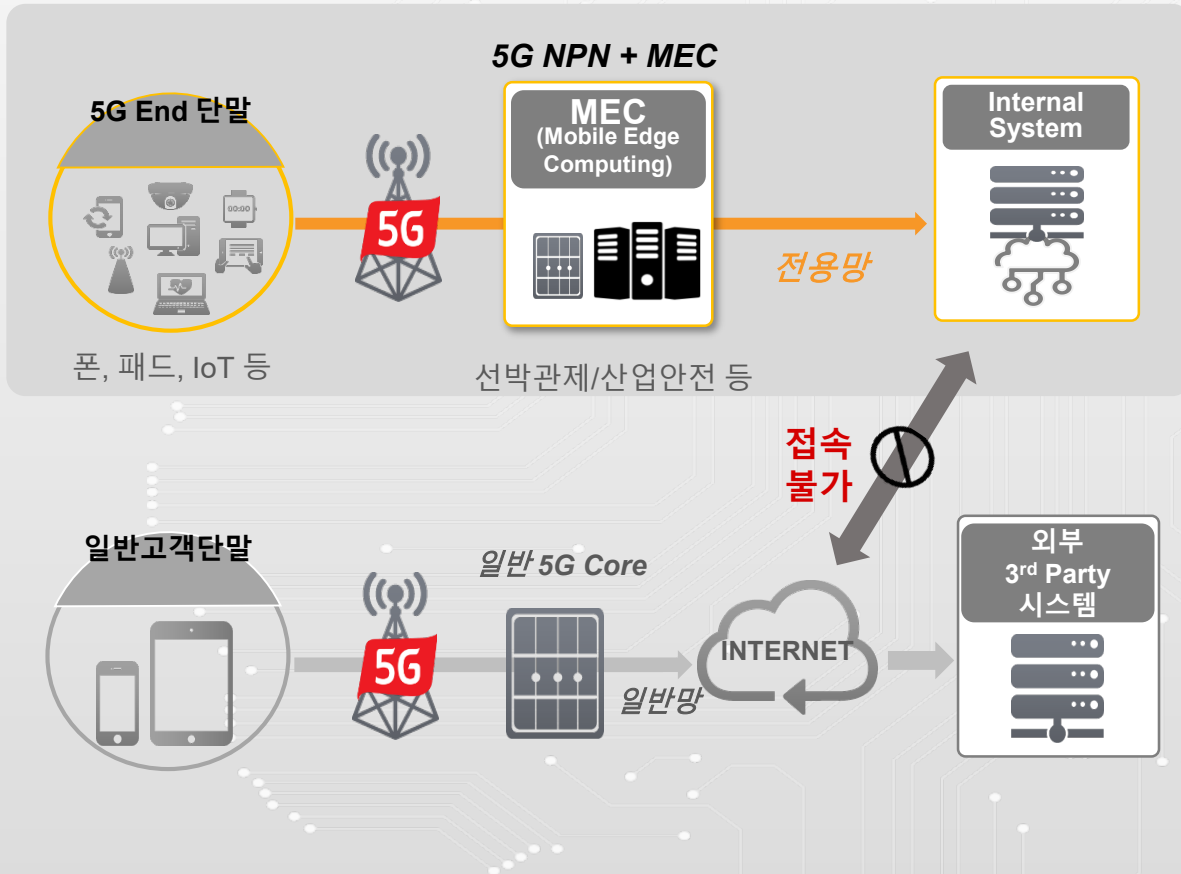 5G NPN + MEC
5G End 단말
MEC
(Mobile Edge
Computing)
Internal
System
00:00
5G
전용망
폰, 패드, IoT 등
선박관제/산업안전 등
접속
불가
일반고객단말
일반 5G Core
외부
3rd Party
시스템
5G
INTERNET
일반망